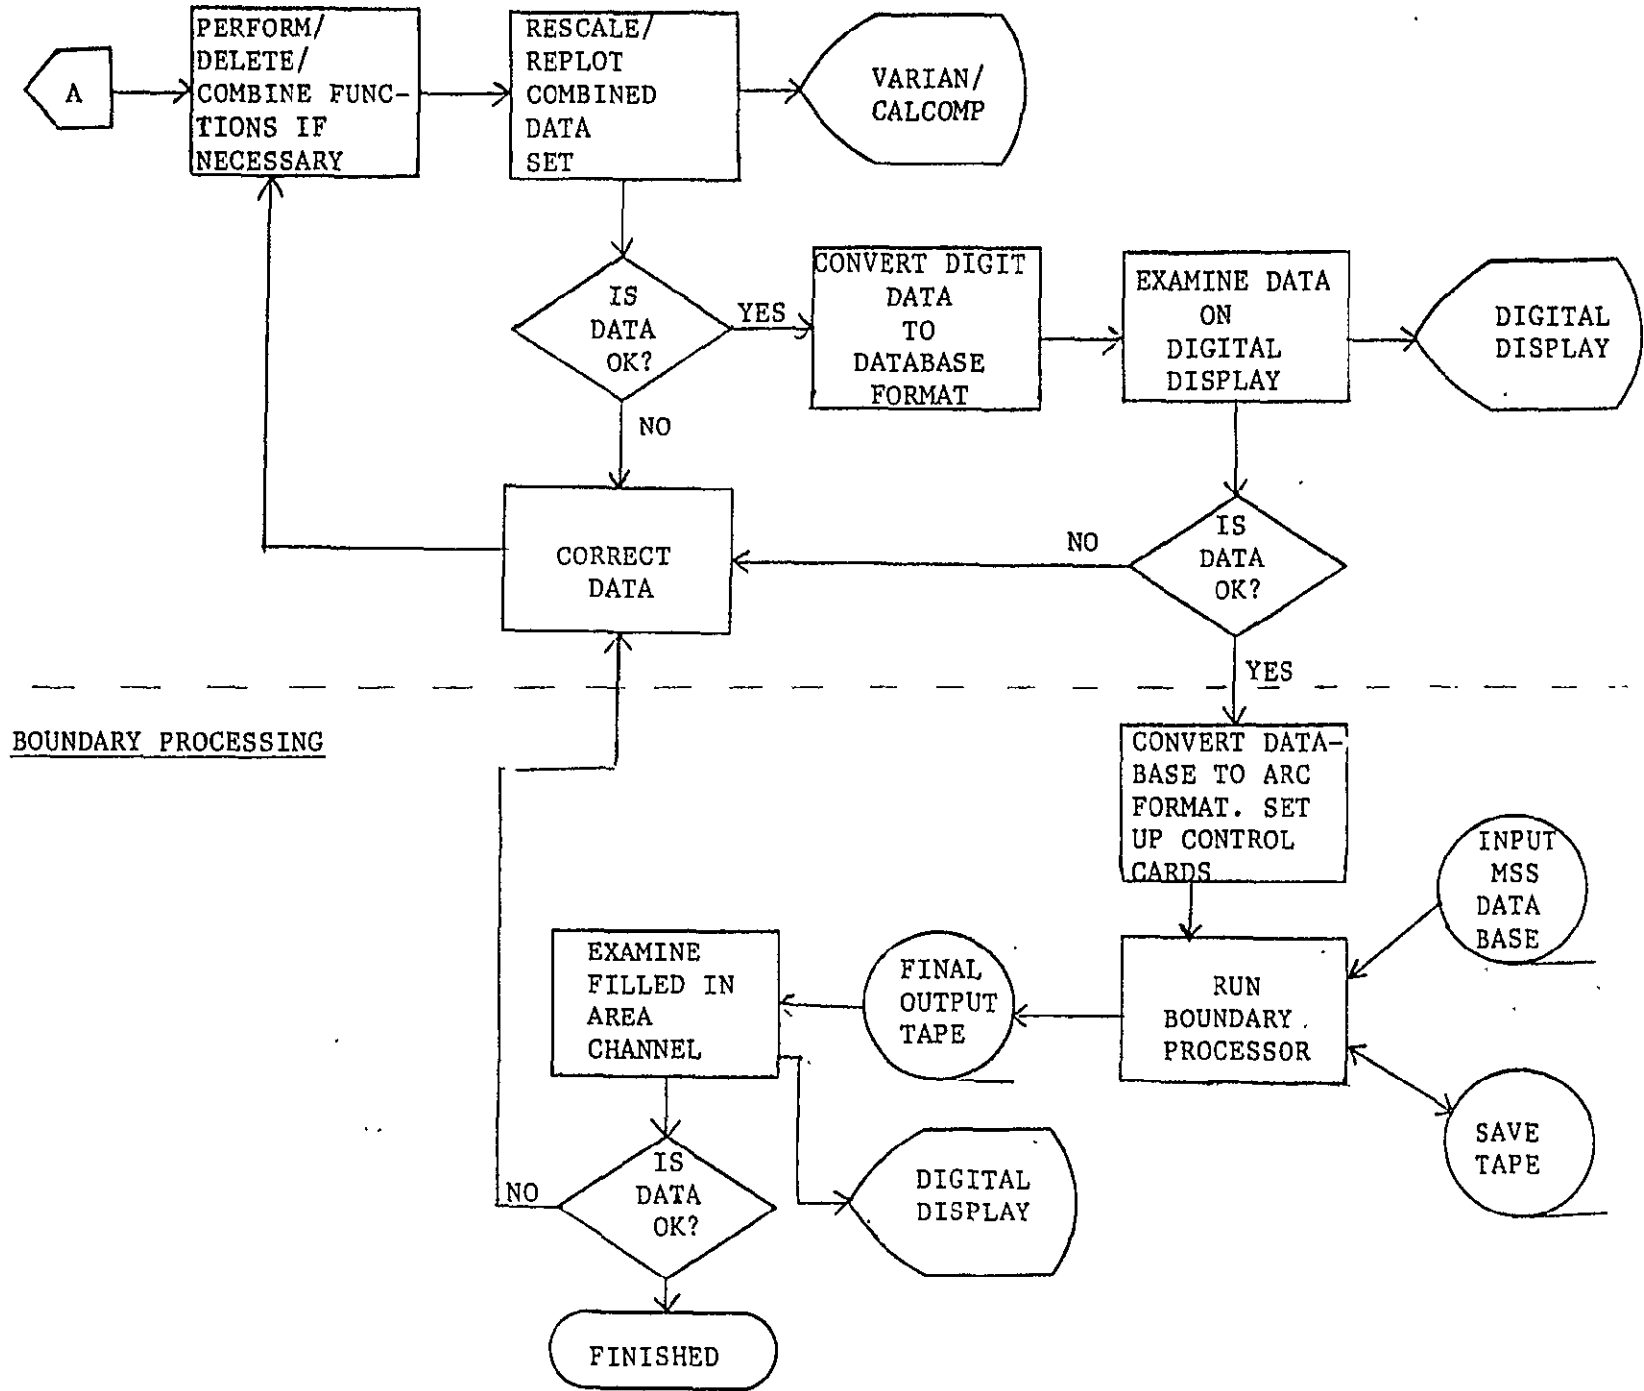 A
PERFORM/
DELETE/
COMBINE FUNC-
TIONS IF
NECESSARY
RESCALE/
REPLOT
COMBINED
DATA
SET
VARIAN/
CALCOMP
IS
DATA
OK?
YES
NO
CONVERT DIGIT
DATA
TO
DATABASE
FORMAT
EXAMINE DATA
ON
DIGITAL
DISPLAY
DIGITAL
DISPLAY
CORRECT
DATA
NO
IS
DATA
OK?
YES
BOUNDARY PROCESSING
CONVERT DATA-
BASE TO ARC
FORMAT. SET
UP CONTROL
CARDS
INPUT
MSS
DATA
BASE
RUN
BOUNDARY
PROCESSOR
SAVE
TAPE
FINAL
OUTPUT
TAPE
EXAMINE
FILLED IN
AREA
CHANNEL
DIGITAL
DISPLAY
IS
DATA
OK?
NO
FINISHED